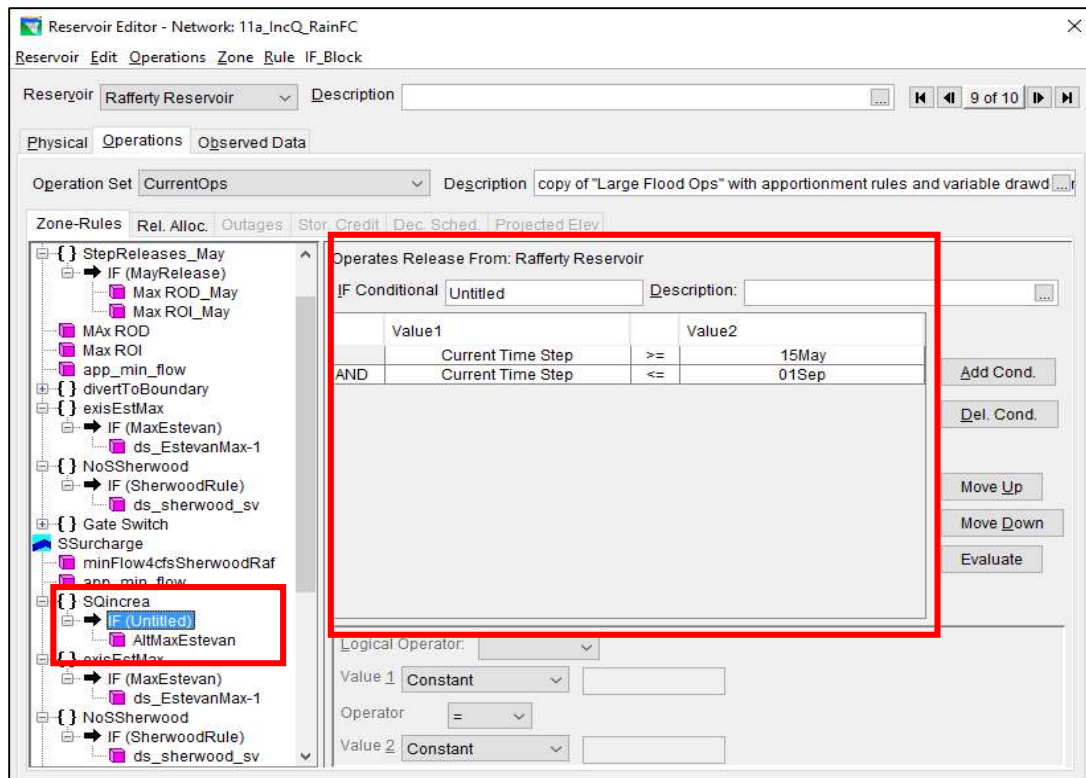 Reservoir Editor - Network: 11a_IncQ_RainFC
Reservoir Edit Operations Zone Rule IF_Block
Reservoir Rafferty Reservoir Description ... 9 of 10
Physical Operations Observed Data
Operation Set CurrentOps Description copy of "Large Flood Ops" with apportionment rules and variable drawd ...
Zone-Rules Rel. Alloc. Outages Stor. Credit Dec. Sched. Projected Elev
{ } StepReleases_May
IF (MayRelease)
Max ROD_May
Max ROI_May
MAx ROD
Max ROI
app_min_flow
{ } divertToBoundary
{ } exisEstMax
IF (MaxEstevan)
ds_EstevanMax-1
{ } NoSSherwood
IF (SherwoodRule)
ds_sherwood_sv
{ } Gate Switch
SSurcharge
minFlow4cfsSherwoodRaf
app_min_flow
{ } SQincrea
IF (Untitled)
AltMaxEstevan
{ } exisEstMax
IF (MaxEstevan)
ds_EstevanMax-1
{ } NoSSherwood
IF (SherwoodRule)
ds_sherwood_sv
Operates Release From: Rafferty Reservoir
IF Conditional Untitled Description: ...
Value1 Value2
Current Time Step >= 15May
AND Current Time Step <= 01Sep
Add Cond.
Del. Cond.
Move Up
Move Down
Evaluate
Logical Operator:
Value 1 Constant
Operator =
Value 2 Constant